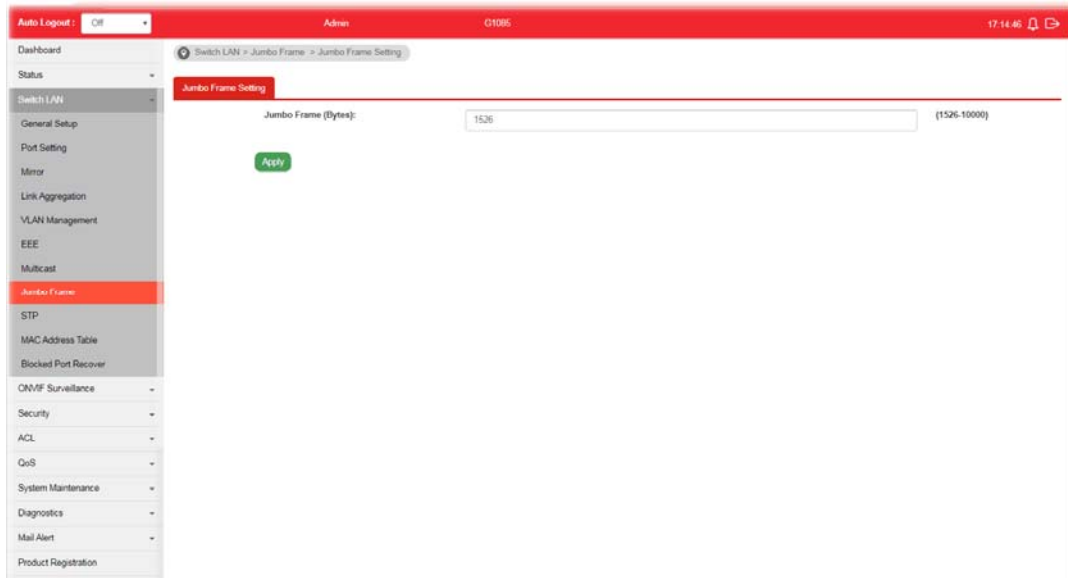 Auto Logout : Off Admin G1085 17:14:46
Dashboard
Switch LAN > Jumbo Frame > Jumbo Frame Setting
Status
Switch LAN
Jumbo Frame Setting
Jumbo Frame (Bytes): 1526 (1526-10000)
Apply
General Setup
Port Setting
Mirror
Link Aggregation
VLAN Management
EEE
Multicast
Jumbo Frame
STP
MAC Address Table
Blocked Port Recover
ONVIF Surveillance
Security
ACL
QoS
System Maintenance
Diagnostics
Mail Alert
Product Registration